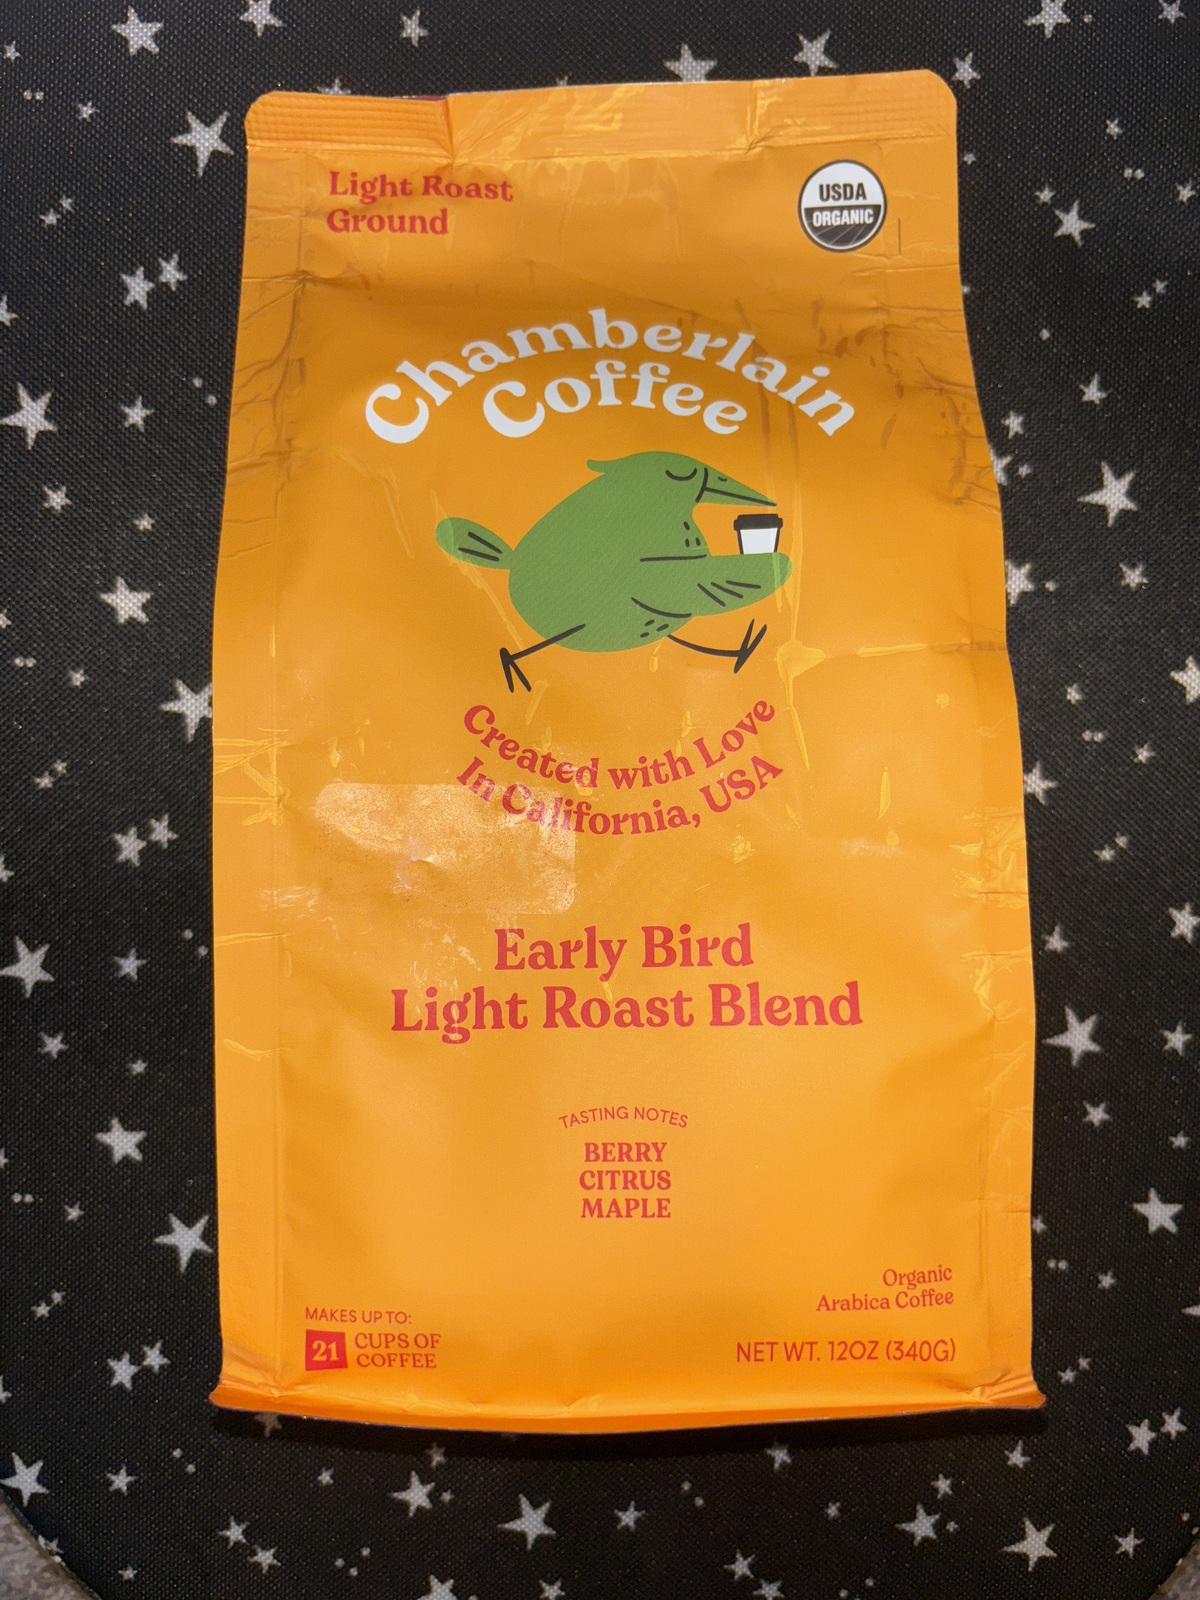 Light Roast
Ground
USDA
ORGANIC
Chamberlain
Coffee
Created with Love
In California, USA
Early Bird
Light Roast Blend
TASTING NOTES
BERRY
CITRUS
MAPLE
MAKES UP TO:
21 CUPS OF
COFFEE
Organic
Arabica Coffee
NET WT. 12OZ (340G)